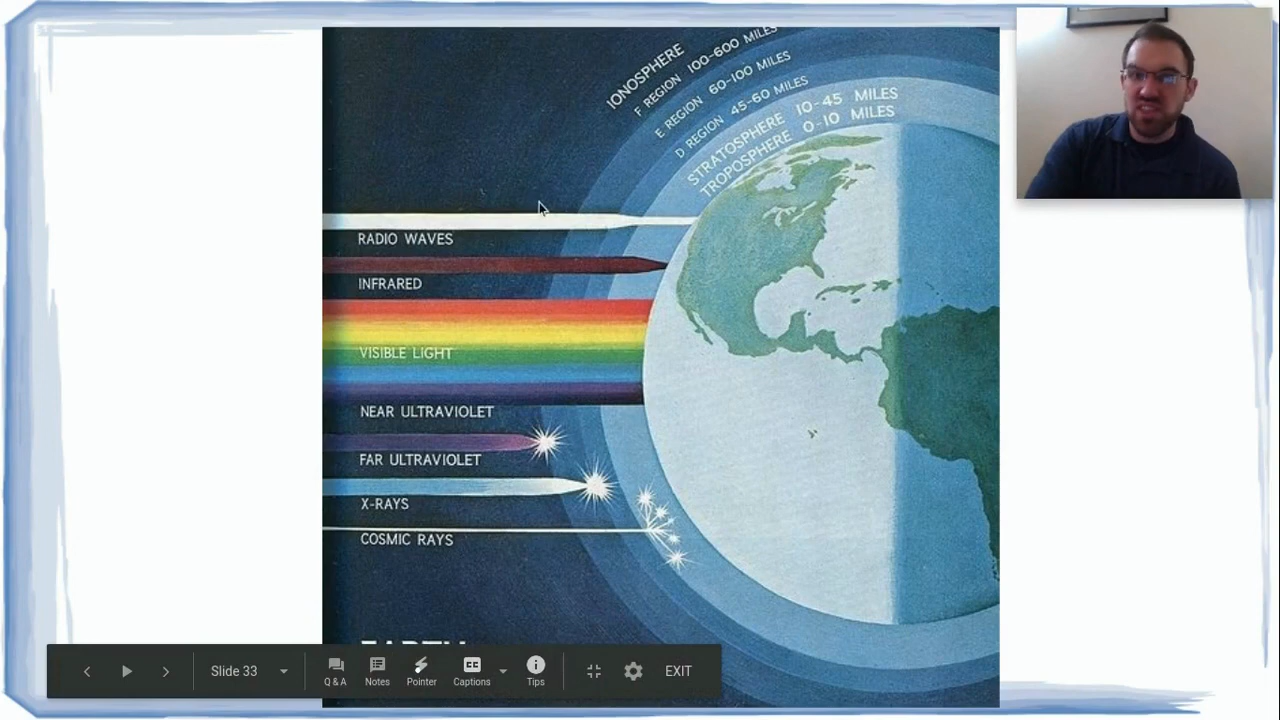 IONOSPHERE
F REGION 100-600 MILES
E REGION 60-100 MILES
D REGION 45-60 MILES
STRATOSPHERE 10-45 MILES
TROPOSPHERE 0-10 MILES
RADIO WAVES
INFRARED
VISIBLE LIGHT
NEAR ULTRAVIOLET
FAR ULTRAVIOLET
X-RAYS
COSMIC RAYS
EARTH
Slide 33
Q & A
Notes
Pointer
CC
Captions
Tips
EXIT